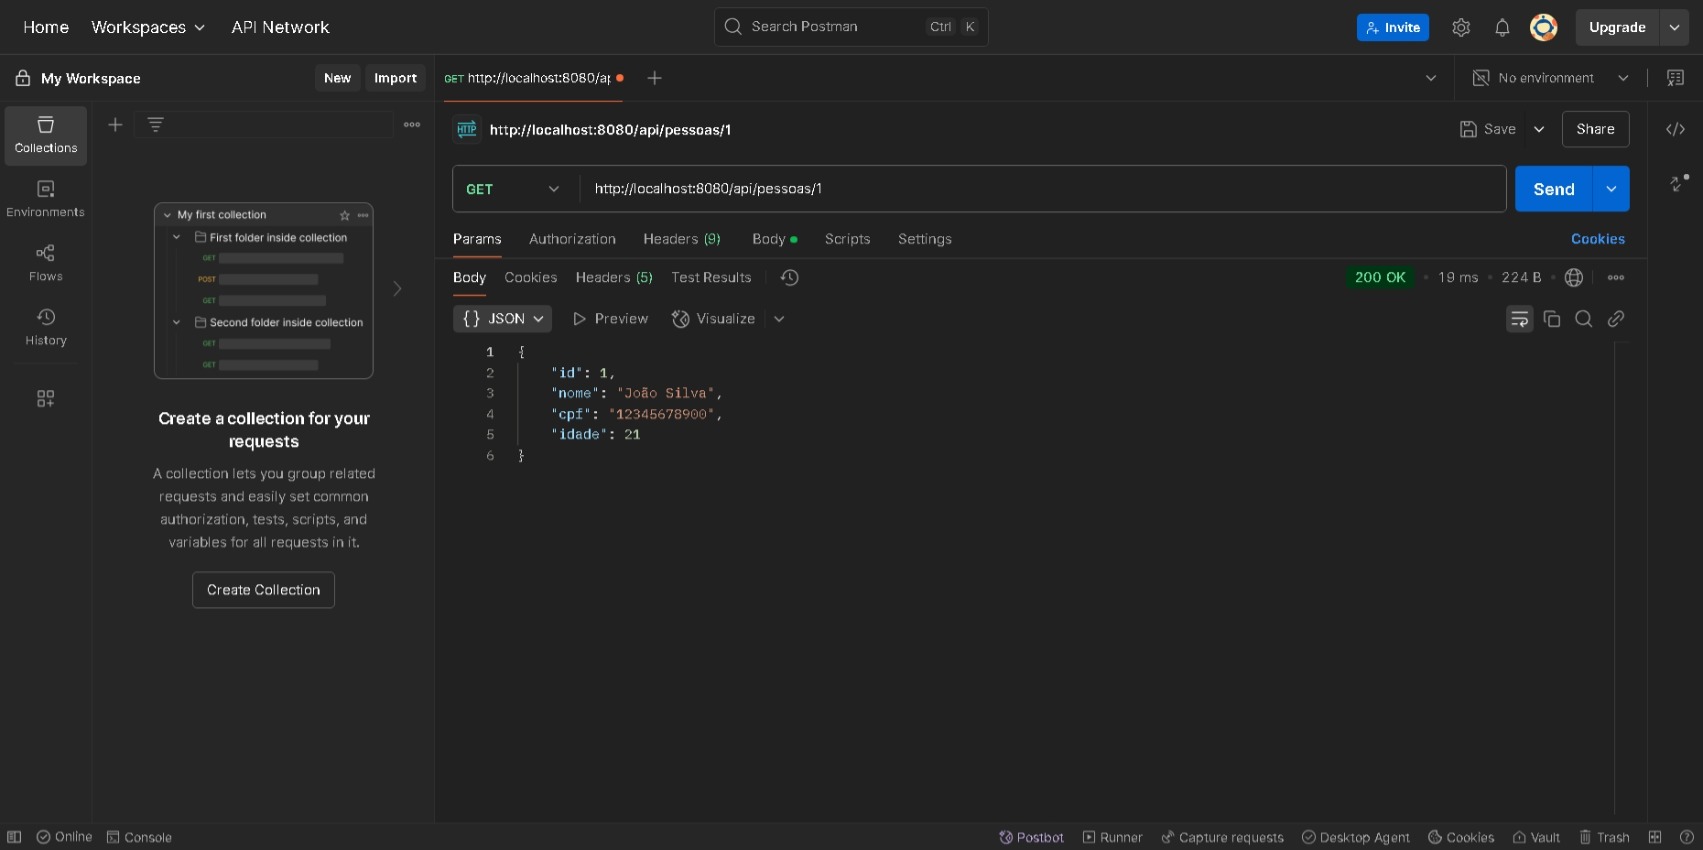 Home Workspaces API Network Search Postman Ctrl K Invite Upgrade
My Workspace New Import GET http://localhost:8080/ap No environment
Collections
Environments
Flows
History
My first collection
First folder inside collection
GET
POST
GET
Second folder inside collection
GET
GET
Create a collection for your
requests
A collection lets you group related
requests and easily set common
authorization, tests, scripts, and
variables for all requests in it.
Create Collection
HTTP http://localhost:8080/api/pessoas/1 Save Share
GET http://localhost:8080/api/pessoas/1 Send
Params Authorization Headers (9) Body Scripts Settings Cookies
Body Cookies Headers (5) Test Results 200 OK • 19 ms • 224 B
{} JSON Preview Visualize
1 {
2 "id": 1,
3 "nome": "João Silva",
4 "cpf": "12345678900",
5 "idade": 21
6 }
Online Console Postbot Runner Capture requests Desktop Agent Cookies Vault Trash